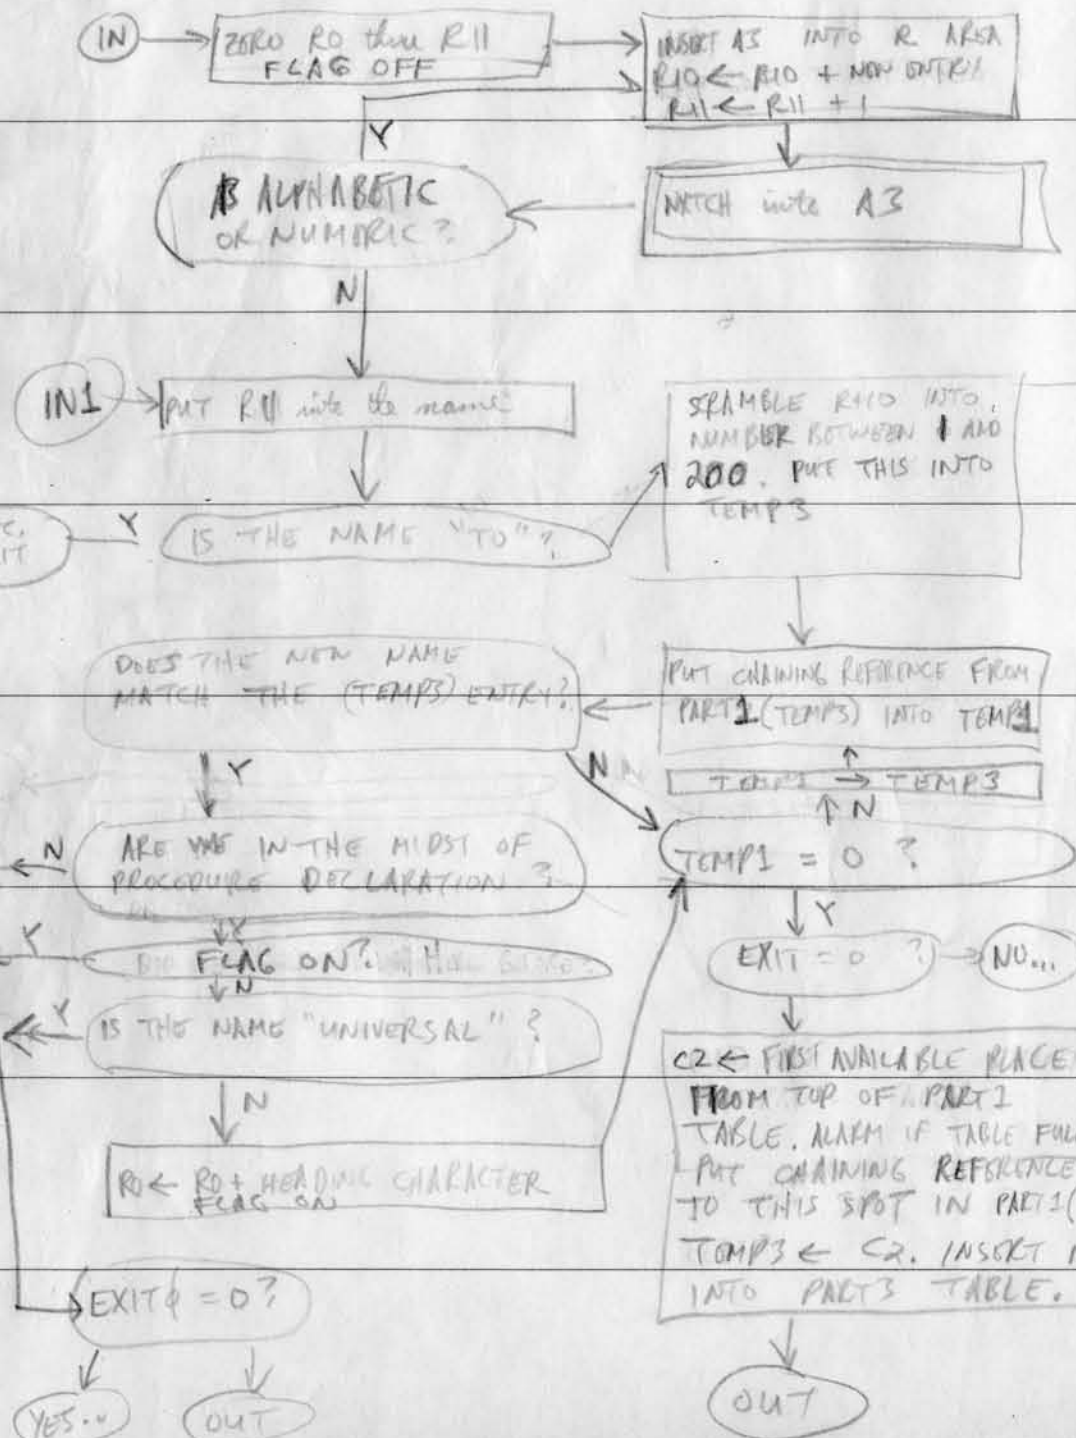 IN
ZERO R0 thru R11
FLAG OFF
INSERT A3 INTO R AREA
R10 ← R10 + NON ENTRY
R11 ← R11 + 1
Y
A3 ALPHABETIC
OR NUMERIC?
NXTCH into A3
N
IN1
PUT R11 into the name
SCRAMBLE R10 INTO
NUMBER BETWEEN 1 AND
200. PUT THIS INTO
TEMP3
IT
Y
IS THE NAME "TO"?
DOES THE NEW NAME
MATCH THE (TEMP3) ENTRY?
PUT CHAINING REFERENCE FROM
PART1 (TEMP3) INTO TEMP1
Y
N
TEMP1 → TEMP3
N
N
ARE WE IN THE MIDST OF
PROCEDURE DECLARATION?
TEMP1 = 0 ?
Y
Y
Y
FLAG ON?
EXIT = 0 ?
NO...
N
Y
IS THE NAME "UNIVERSAL" ?
N
C2 ← FIRST AVAILABLE PLACE
FROM TOP OF PART1
TABLE. ALARM IF TABLE FULL
PUT CHAINING REFERENCE
TO THIS SPOT IN PART1(
TEMP3 ← C2. INSERT
INTO PART3 TABLE.
R0 ← R0 + HEADING CHARACTER
FLAG ON
EXITφ = 0?
YES...
OUT
OUT